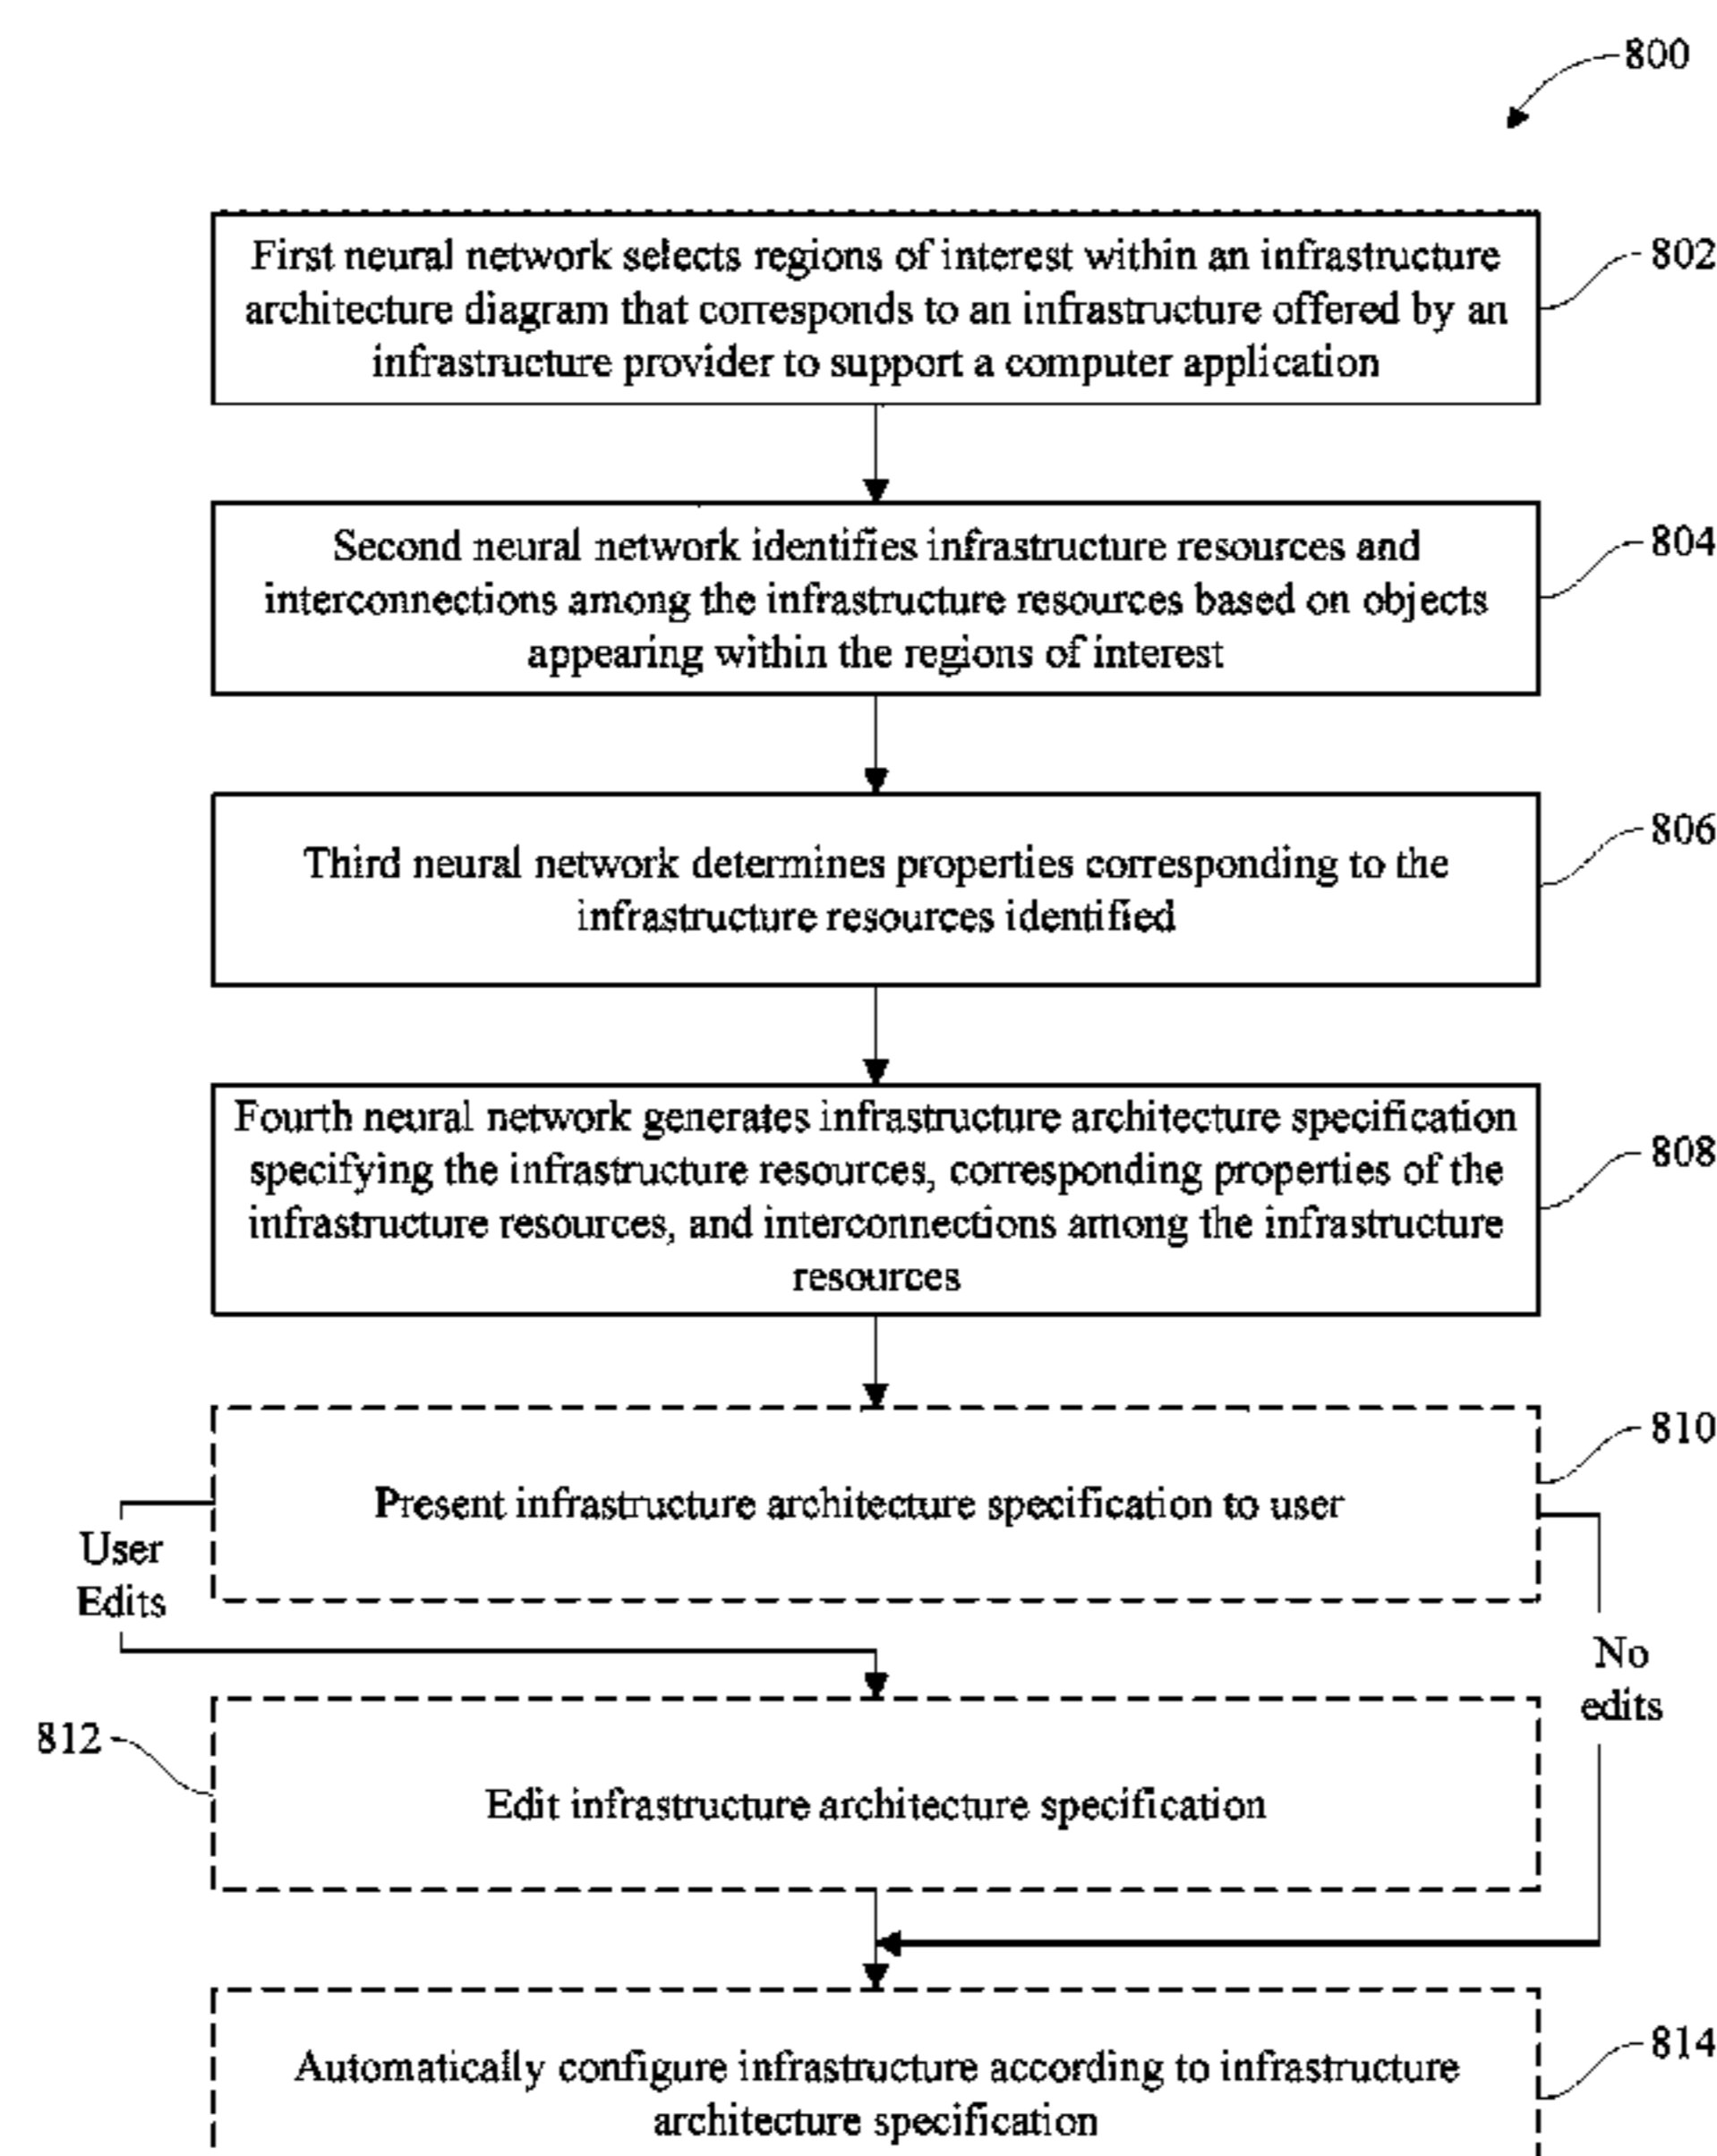 800
First neural network selects regions of interest within an infrastructure
architecture diagram that corresponds to an infrastructure offered by an
infrastructure provider to support a computer application
802
Second neural network identifies infrastructure resources and
interconnections among the infrastructure resources based on objects
appearing within the regions of interest
804
Third neural network determines properties corresponding to the
infrastructure resources identified
806
Fourth neural network generates infrastructure architecture specification
specifying the infrastructure resources, corresponding properties of the
infrastructure resources, and interconnections among the infrastructure
resources
808
Present infrastructure architecture specification to user
810
User
Edits
No
edits
812
Edit infrastructure architecture specification
Automatically configure infrastructure according to infrastructure
architecture specification
814